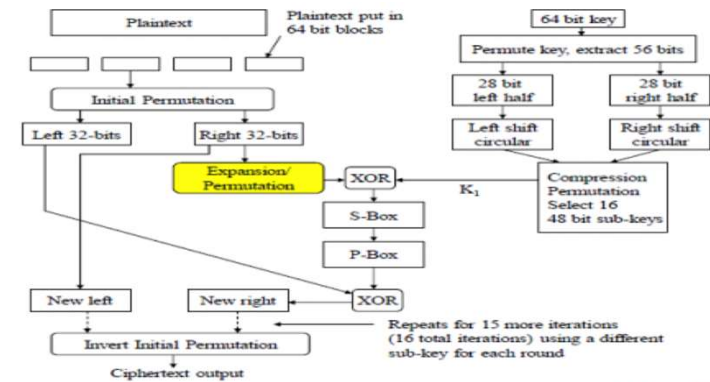 Plaintext
Plaintext put in
64 bit blocks
Initial Permutation
Left 32-bits
Right 32-bits
Expansion/
Permutation
XOR
S-Box
P-Box
XOR
New left
New right
Invert Initial Permutation
Ciphertext output
64 bit key
Permute key, extract 56 bits
28 bit
left half
28 bit
right half
Left shift
circular
Right shift
circular
K₁
Compression
Permutation
Select 16
48 bit sub-keys
Repeats for 15 more iterations
(16 total iterations) using a different
sub-key for each round